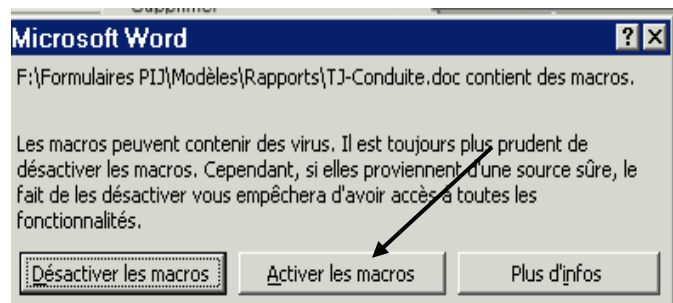 Supprimer
Microsoft Word
F:\Formulaires PIJ\Modèles\Rapports\TJ-Conduite.doc contient des macros.
Les macros peuvent contenir des virus. Il est toujours plus prudent de
désactiver les macros. Cependant, si elles proviennent d'une source sûre, le
fait de les désactiver vous empêchera d'avoir accès à toutes les
fonctionnalités.
Désactiver les macros Activer les macros Plus d'infos